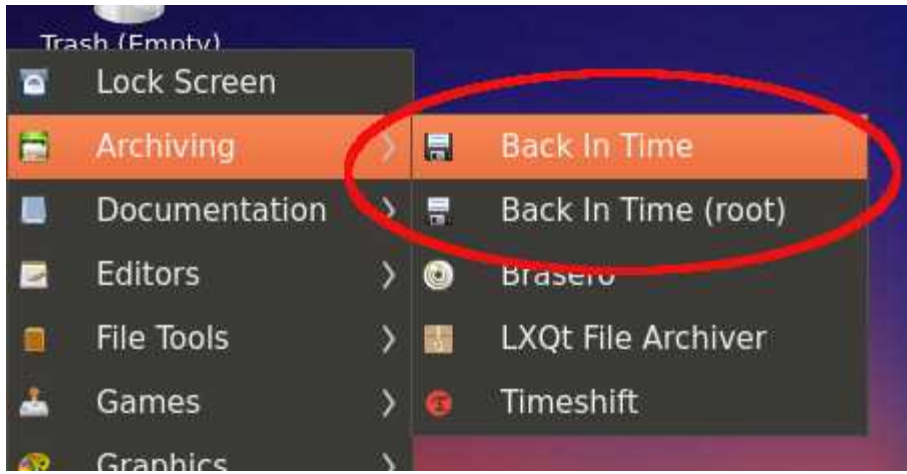 Trash (Empty)
Lock Screen
Archiving
Documentation
Editors
File Tools
Games
Graphics
Back In Time
Back In Time (root)
Brasero
LXQt File Archiver
Timeshift